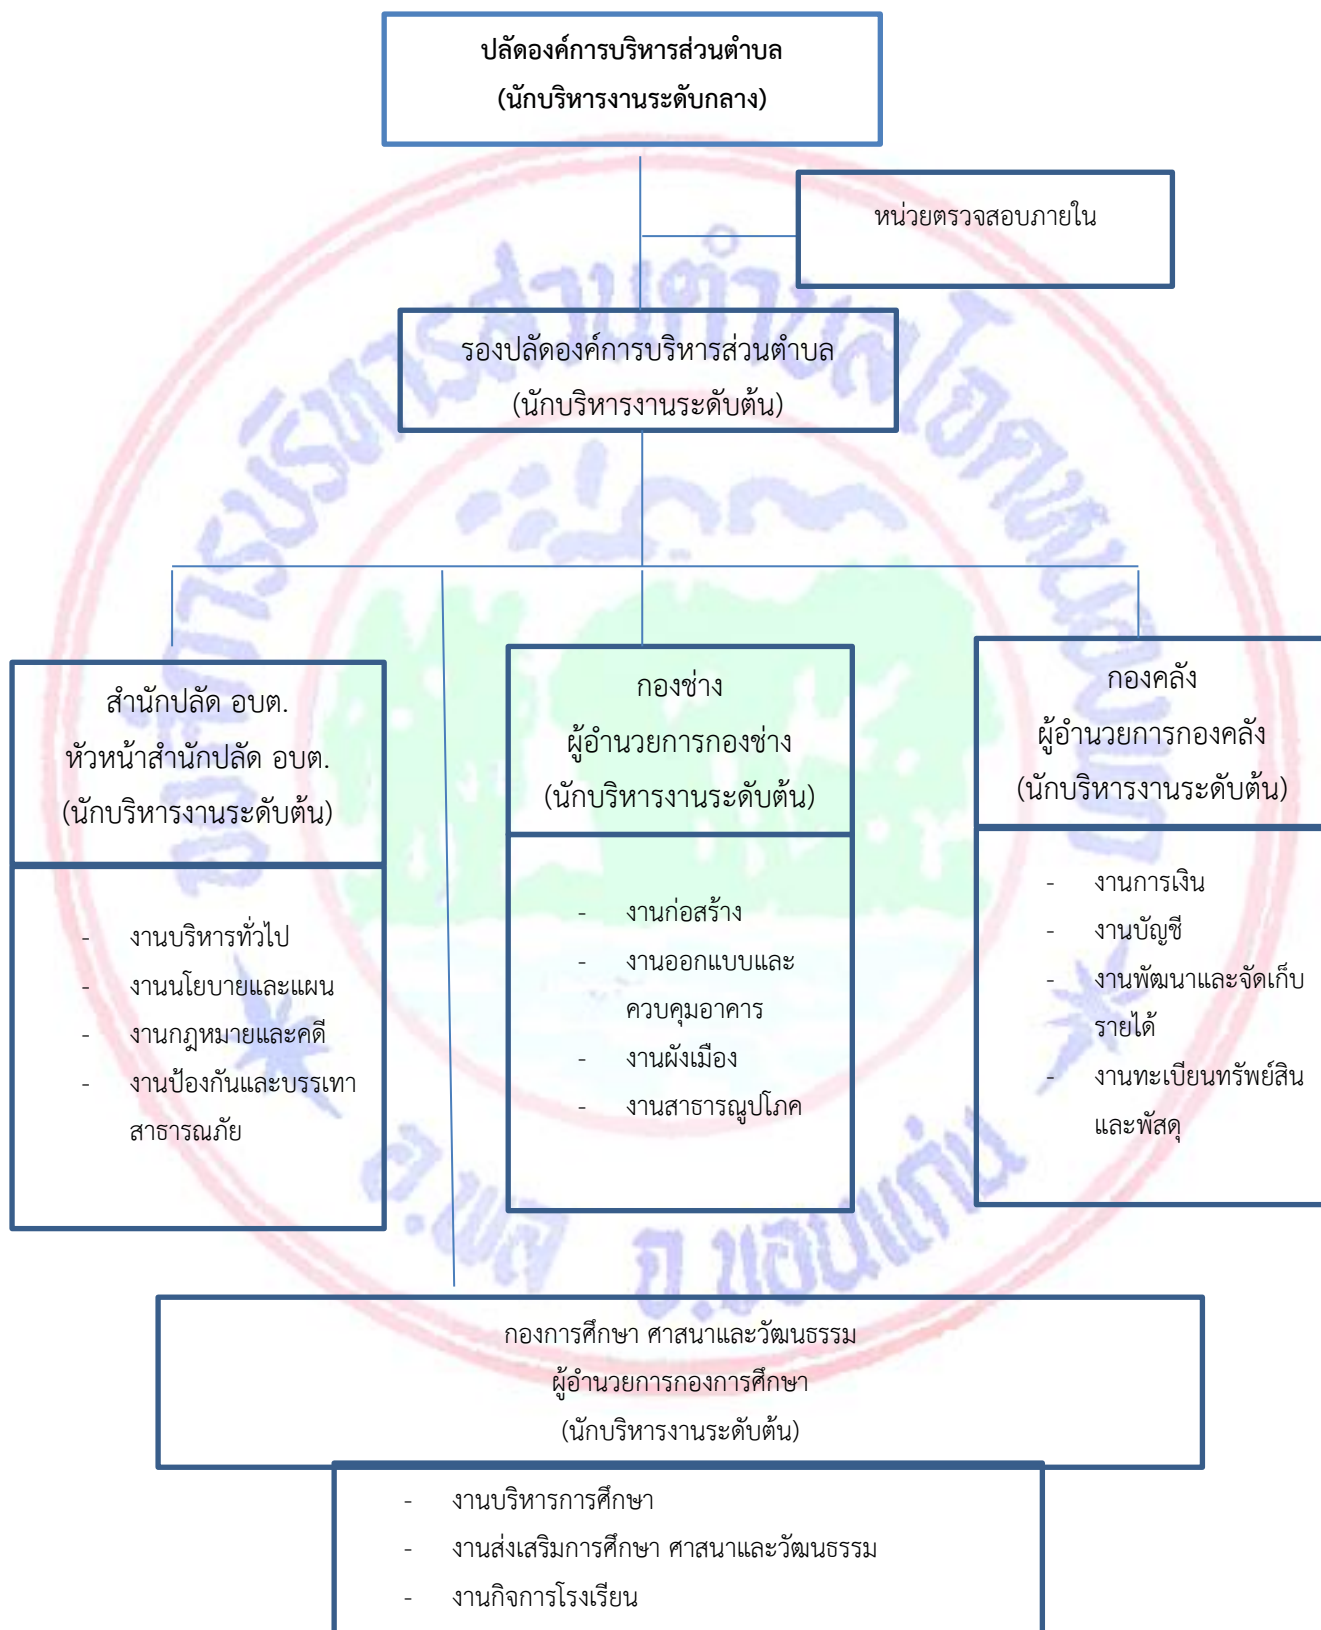 ปลัดองค์การบริหารส่วนตำบล
(นักบริหารงานระดับกลาง)
หน่วยตรวจสอบภายใน
รองปลัดองค์การบริหารส่วนตำบล
(นักบริหารงานระดับต้น)
สำนักปลัด อบต.
หัวหน้าสำนักปลัด อบต.
(นักบริหารงานระดับต้น)
- งานบริหารทั่วไป
- งานนโยบายและแผน
- งานกฎหมายและคดี
- งานป้องกันและบรรเทา
สาธารณภัย
กองช่าง
ผู้อำนวยการกองช่าง
(นักบริหารงานระดับต้น)
- งานก่อสร้าง
- งานออกแบบและ
ควบคุมอาคาร
- งานผังเมือง
- งานสาธารณูปโภค
กองคลัง
ผู้อำนวยการกองคลัง
(นักบริหารงานระดับต้น)
- งานการเงิน
- งานบัญชี
- งานพัฒนาและจัดเก็บ
รายได้
- งานทะเบียนทรัพย์สิน
และพัสดุ
กองการศึกษา ศาสนาและวัฒนธรรม
ผู้อำนวยการกองการศึกษา
(นักบริหารงานระดับต้น)
- งานบริหารการศึกษา
- งานส่งเสริมการศึกษา ศาสนาและวัฒนธรรม
- งานกิจการโรงเรียน
อ.พล จ.ขอนแก่น